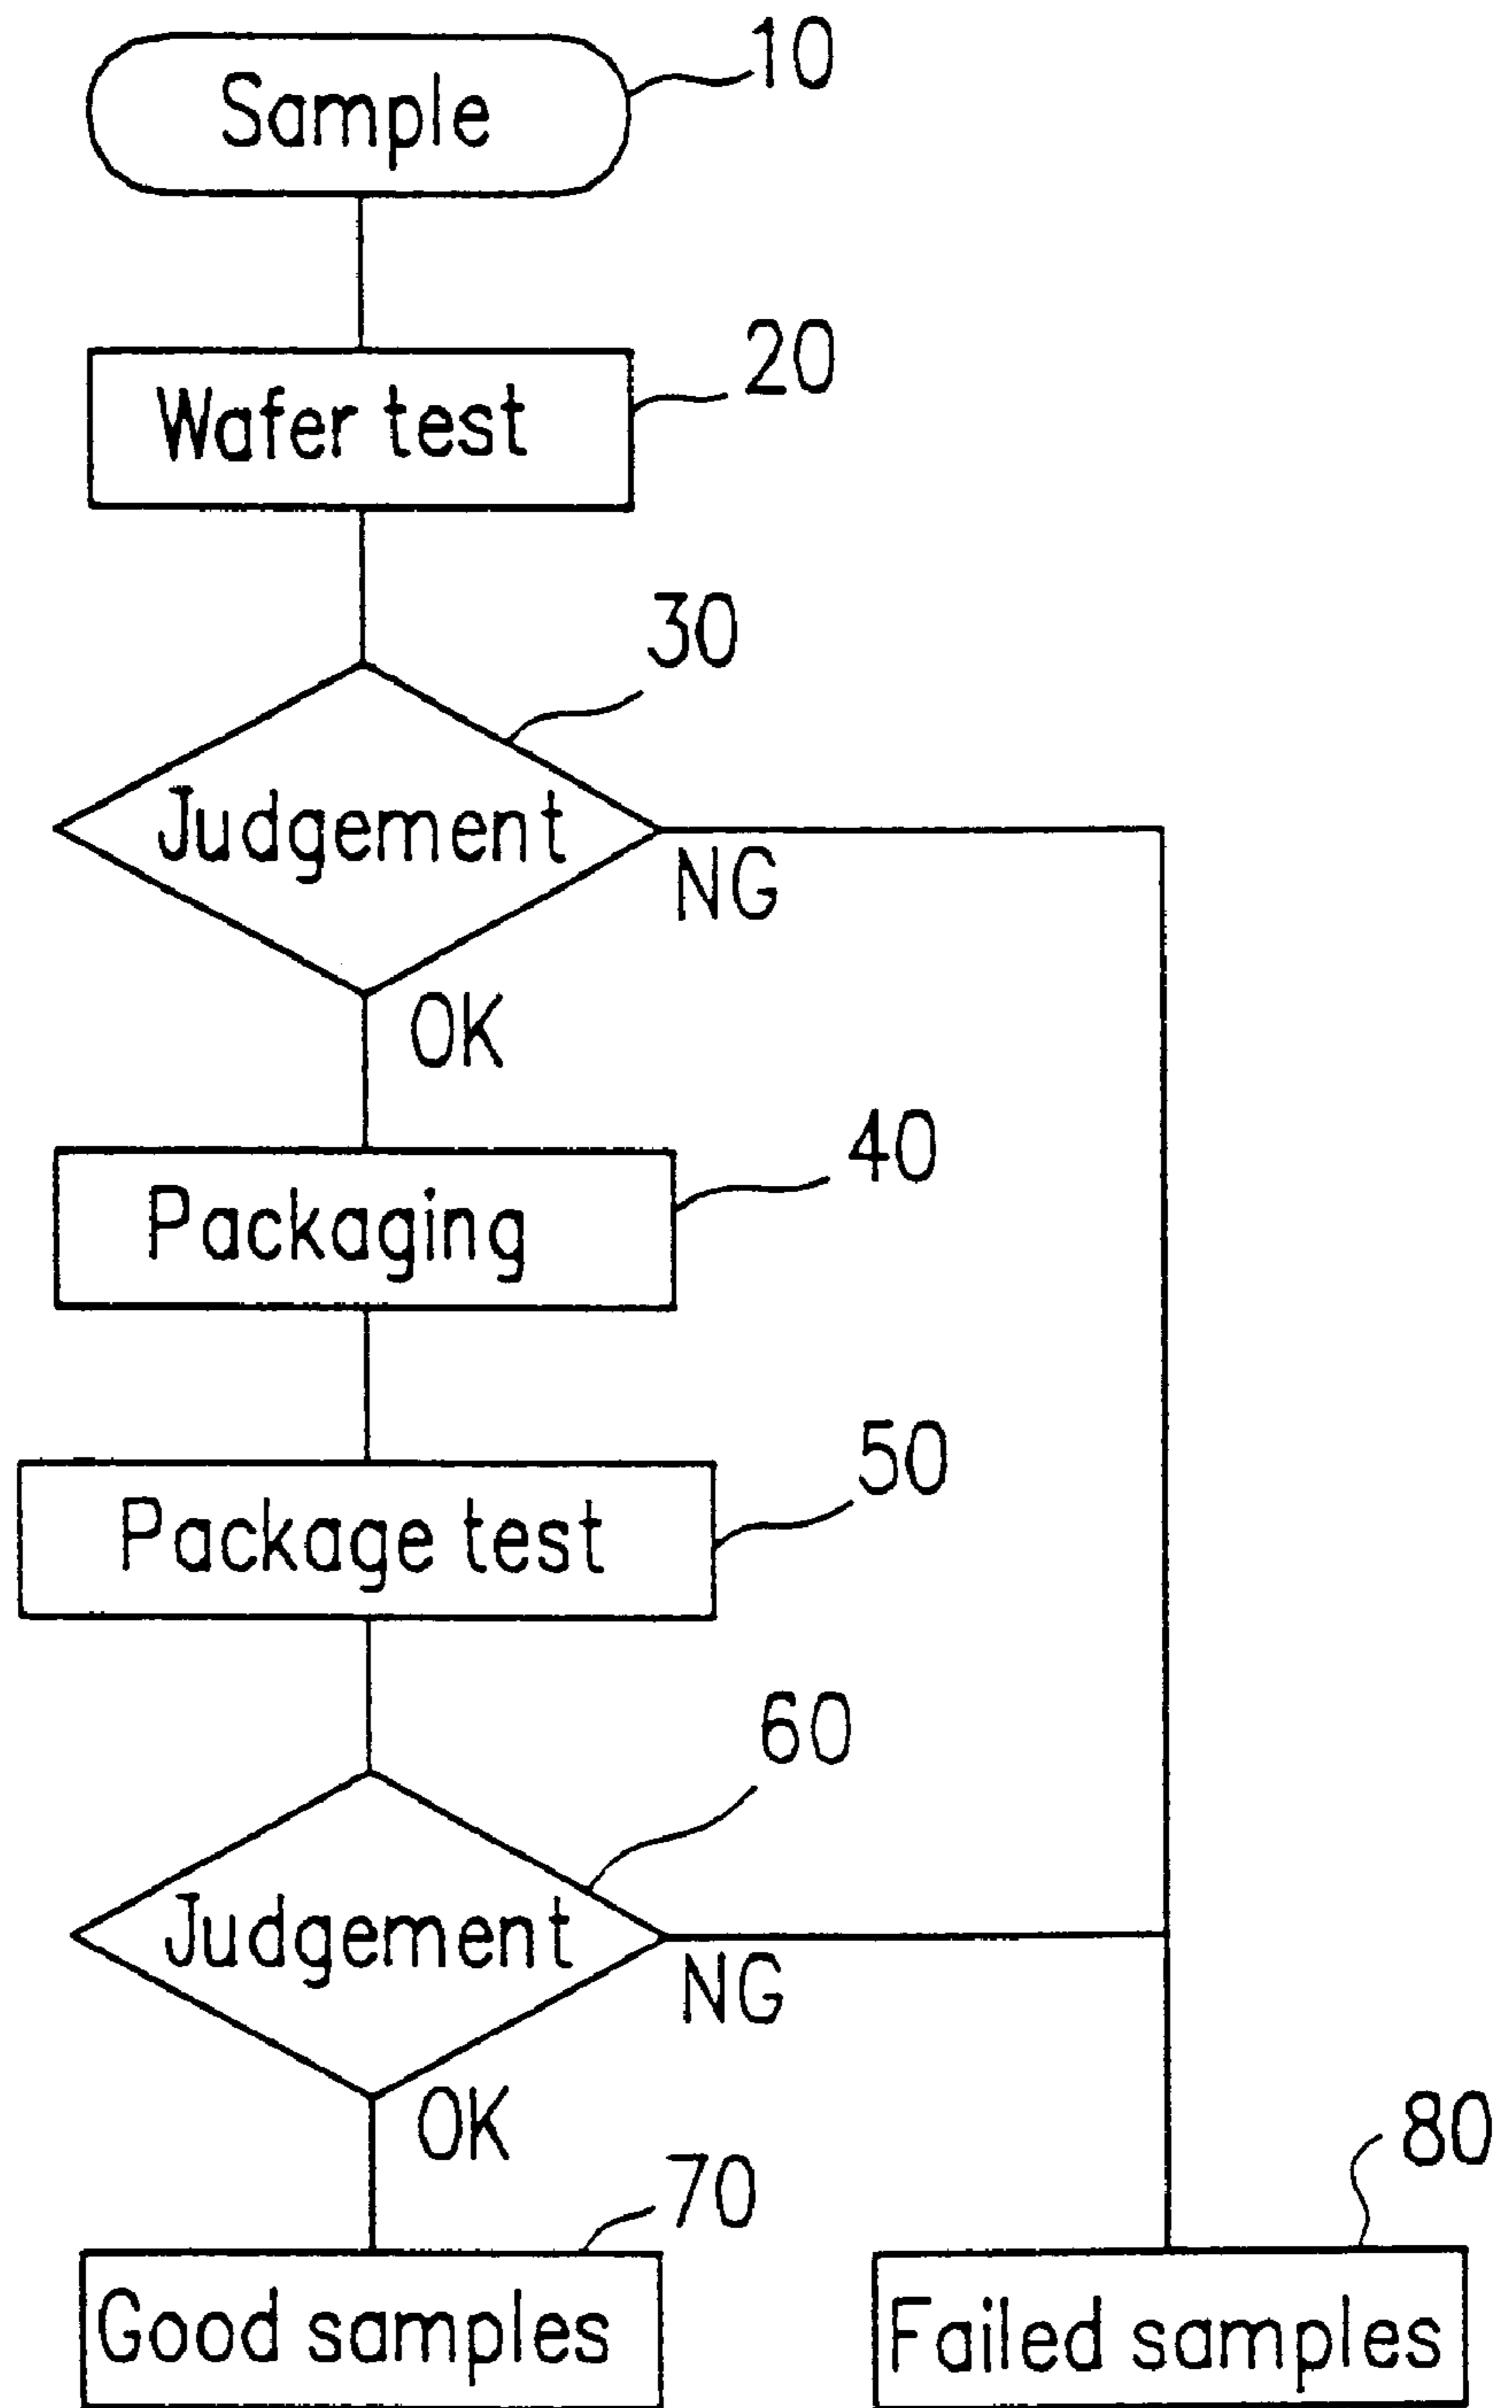 Sample
10
Wafer test
20
30
Judgement
NG
OK
40
Packaging
50
Package test
60
Judgement
NG
OK
70
80
Good samples
Failed samples